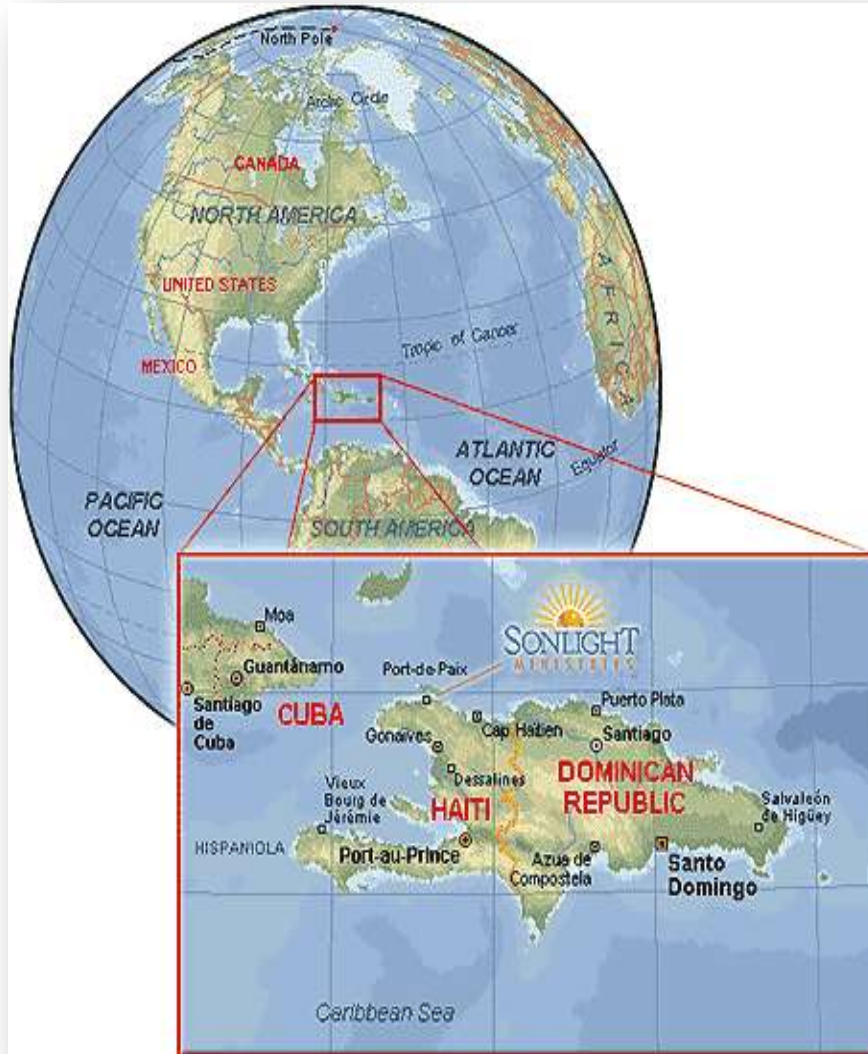 North Pole
Arctic Circle
CANADA
NORTH AMERICA
UNITED STATES
MEXICO
Tropic of Cancer
AFRICA
ATLANTIC
OCEAN
Equator
PACIFIC
OCEAN
SOUTH AMERICA
SONLIGHT
MINISTRIES
Moa
Guantánamo
Santiago
de
Cuba
CUBA
Port-de-Paix
Puerto Plata
Cap Haïtien
Gonaïves
Santiago
Dessalines
DOMINICAN
REPUBLIC
Vieux
Bourg de
Jérémie
HAITI
Salvaleón
de Higüey
HISPANIOLA
Port-au-Prince
Azua de
Compostela
Santo
Domingo
Caribbean Sea